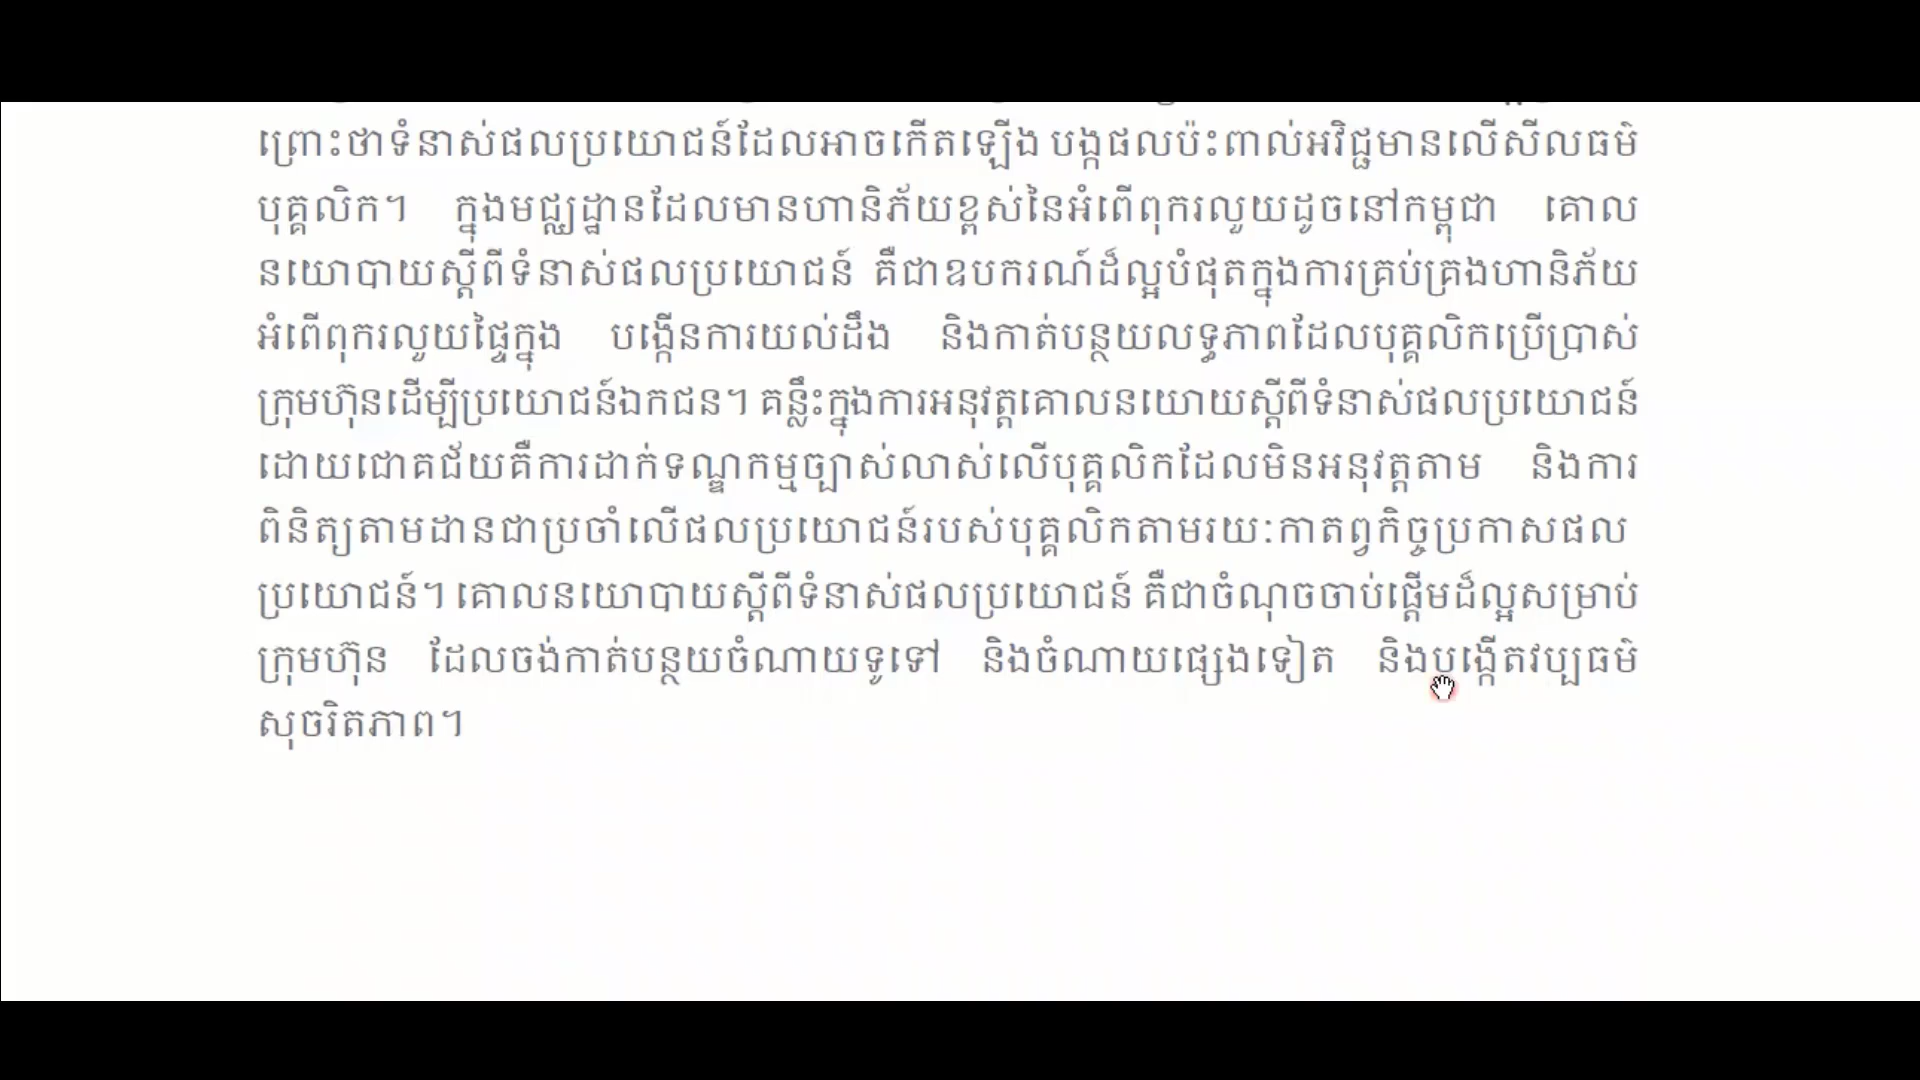 ព្រោះថាទំនាស់ផលប្រយោជន៍ដែលអាចកើតឡើង បង្កផលប៉ះពាល់អវិជ្ជមានលើសីលធម៌
បុគ្គលិក។ ក្នុងមជ្ឈដ្ឋានដែលមានហានិភ័យខ្ពស់នៃអំពើពុករលួយដូចនៅកម្ពុជា គោល
នយោបាយស្តីពីទំនាស់ផលប្រយោជន៍ គឺជាឧបករណ៍ដ៏ល្អបំផុតក្នុងការគ្រប់គ្រងហានិភ័យ
អំពើពុករលួយផ្ទៃក្នុង បង្កើនការយល់ដឹង និងកាត់បន្ថយលទ្ធភាពដែលបុគ្គលិកប្រើប្រាស់
ក្រុមហ៊ុនដើម្បីប្រយោជន៍ឯកជន។ គន្លឹះក្នុងការអនុវត្តគោលនយោយស្តីពីទំនាស់ផលប្រយោជន៍
ដោយជោគជ័យគឺការដាក់ទណ្ឌកម្មច្បាស់លាស់លើបុគ្គលិកដែលមិនអនុវត្តតាម និងការ
ពិនិត្យតាមដានជាប្រចាំលើផលប្រយោជន៍របស់បុគ្គលិកតាមរយៈកាតព្វកិច្ចប្រកាសផល
ប្រយោជន៍។ គោលនយោបាយស្តីពីទំនាស់ផលប្រយោជន៍ គឺជាចំណុចចាប់ផ្តើមដ៏ល្អសម្រាប់
ក្រុមហ៊ុន ដែលចង់កាត់បន្ថយចំណាយទូទៅ និងចំណាយផ្សេងទៀត និងបង្កើតវប្បធម៌
សុចរិតភាព។